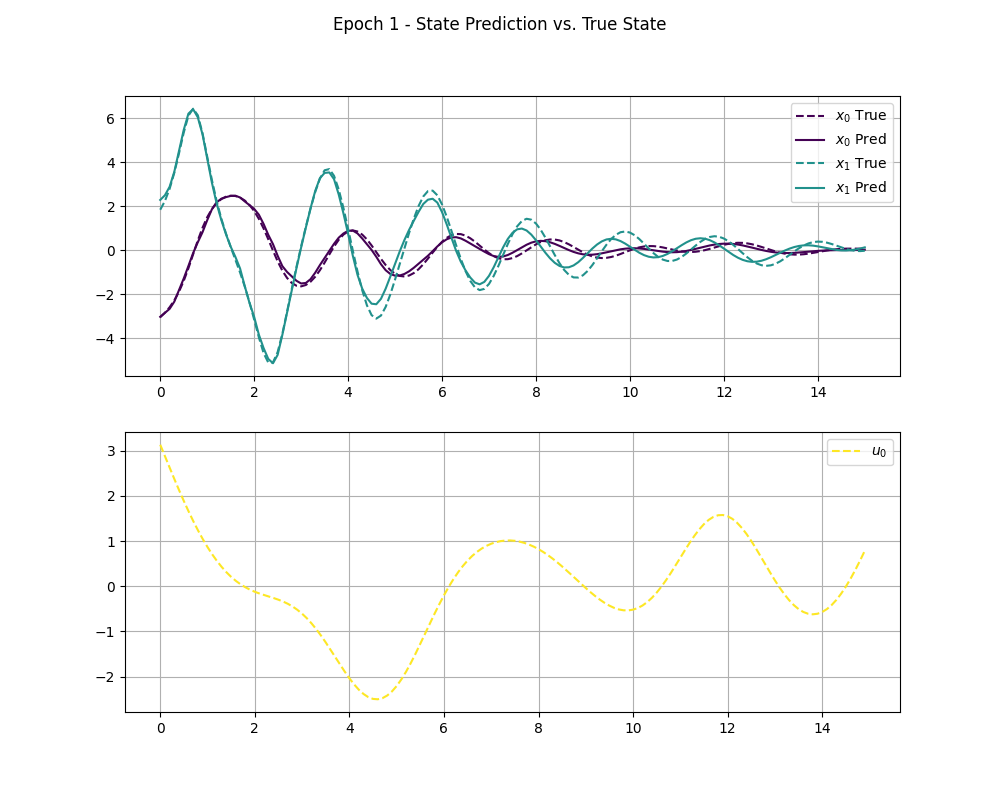 Epoch 1 - State Prediction vs. True State
6
4
2
0
−2
−4
x₀ True
x₀ Pred
x₁ True
x₁ Pred
0 2 4 6 8 10 12 14
3
2
1
0
−1
−2
u₀
0 2 4 6 8 10 12 14